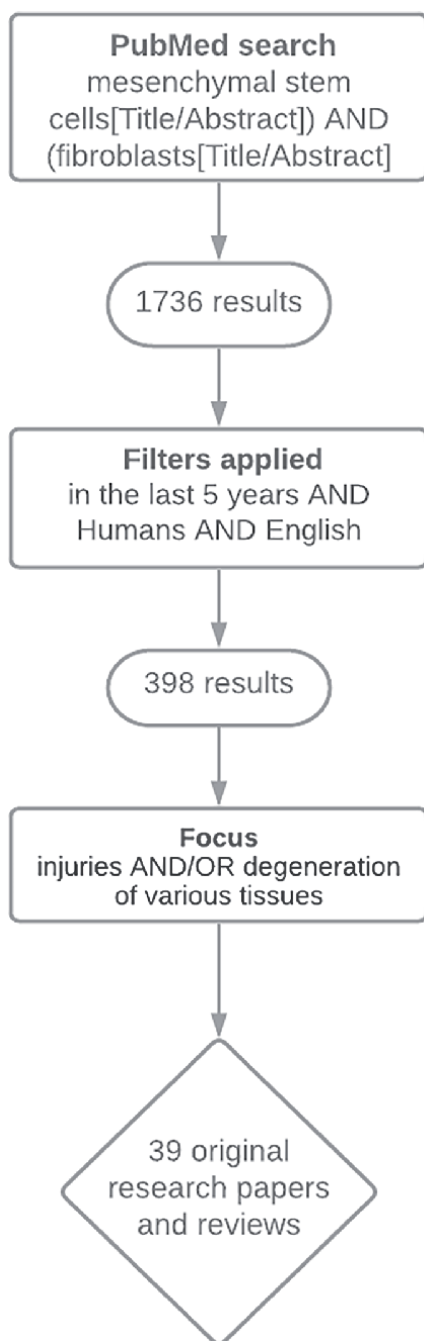 PubMed search
mesenchymal stem
cells[Title/Abstract]) AND
(fibroblasts[Title/Abstract]
1736 results
Filters applied
in the last 5 years AND
Humans AND English
398 results
Focus
injuries AND/OR degeneration
of various tissues
39 original
research papers
and reviews